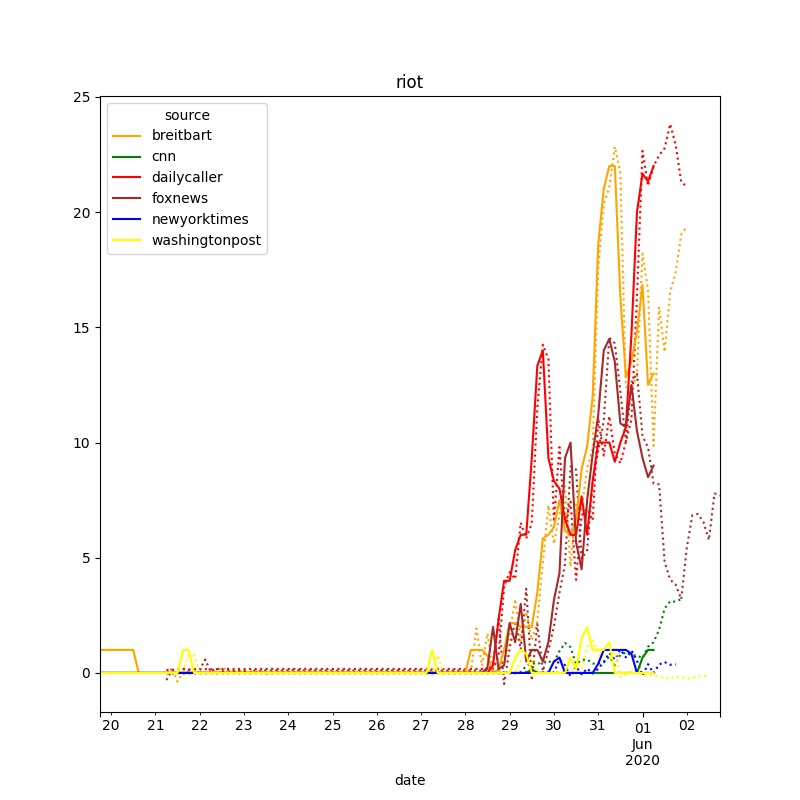 riot
25
20
15
10
5
0
source
breitbart
cnn
dailycaller
foxnews
newyorktimes
washingtonpost
20 21 22 23 24 25 26 27 28 29 30 31 01 02
Jun
2020
date